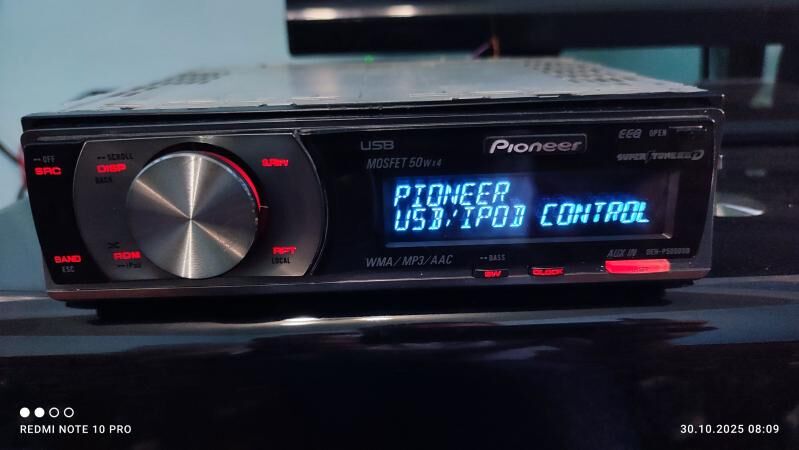 USB
Pioneer
EEQ OPEN
MOSFET 50W×4
SUPER TUNER III D
OFF
SRC
SCROLL
DISP
BACK
S.Rtrv
PIONEER
USB/IPOD CONTROL
BAND
ESC
RDM
iPod
RPT
LOCAL
WMA/MP3/AAC
BASS
SW
CLOCK
AUX IN
REDMI NOTE 10 PRO
30.10.2025 08:09